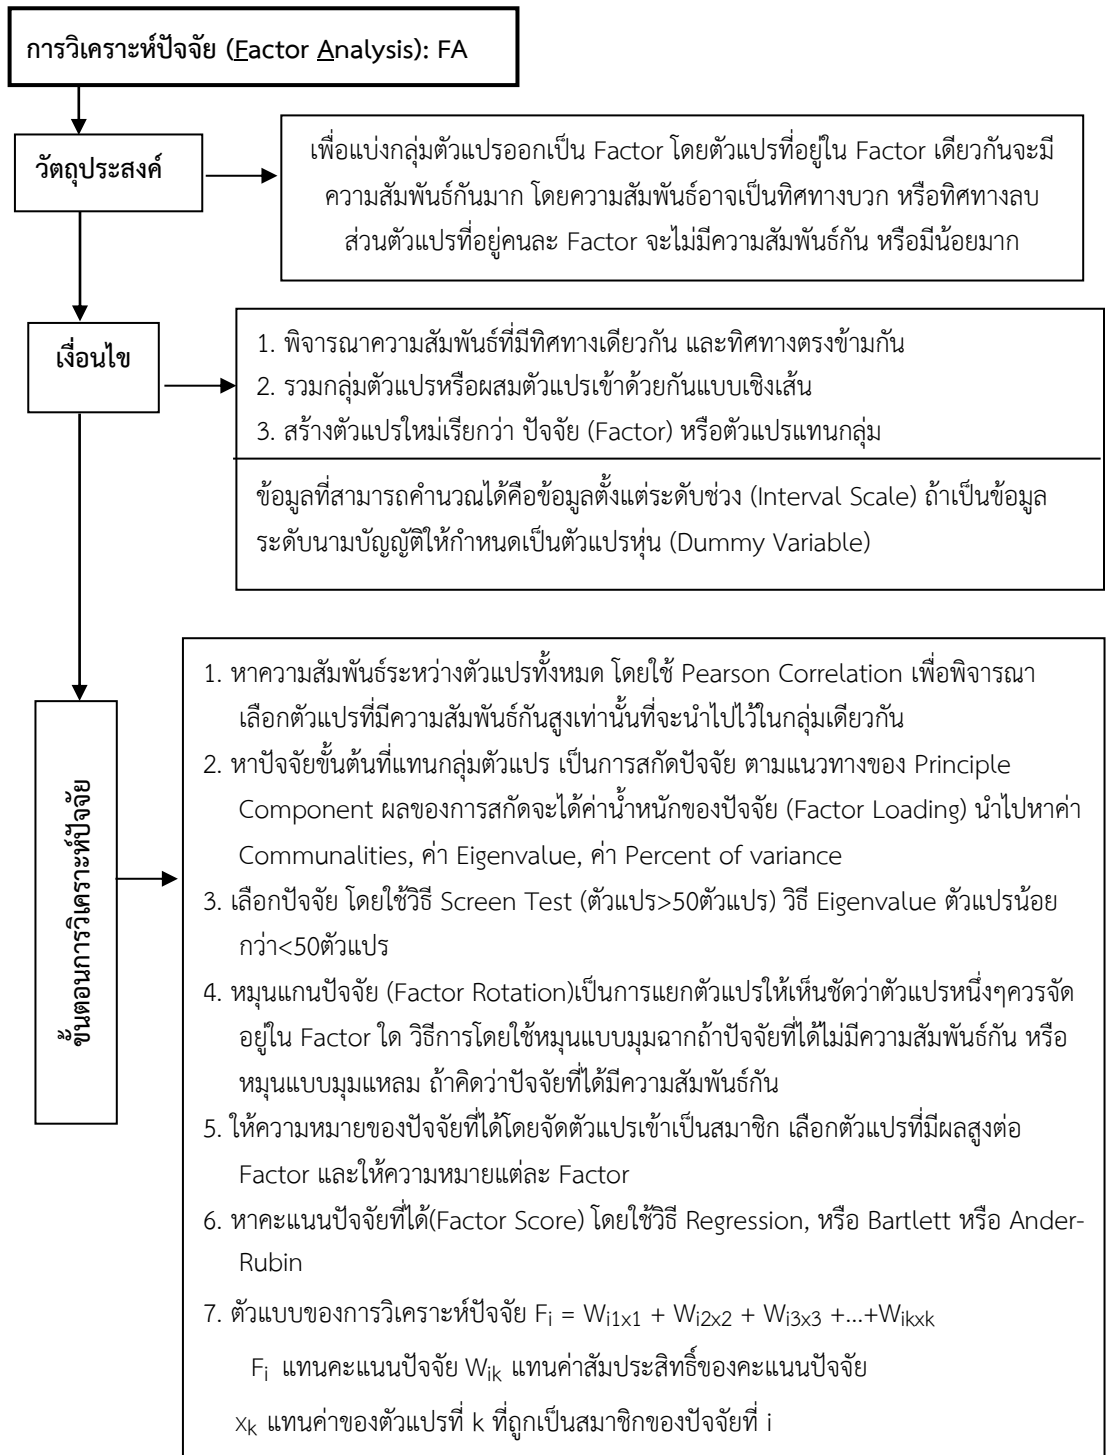 การวิเคราะห์ปัจจัย (Factor Analysis): FA
วัตถุประสงค์
เพื่อแบ่งกลุ่มตัวแปรออกเป็น Factor โดยตัวแปรที่อยู่ใน Factor เดียวกันจะมี
ความสัมพันธ์กันมาก โดยความสัมพันธ์อาจเป็นทิศทางบวก หรือทิศทางลบ
ส่วนตัวแปรที่อยู่คนละ Factor จะไม่มีความสัมพันธ์กัน หรือมีน้อยมาก
เงื่อนไข
1. พิจารณาความสัมพันธ์ที่มีทิศทางเดียวกัน และทิศทางตรงข้ามกัน
2. รวมกลุ่มตัวแปรหรือผสมตัวแปรเข้าด้วยกันแบบเชิงเส้น
3. สร้างตัวแปรใหม่เรียกว่า ปัจจัย (Factor) หรือตัวแปรแทนกลุ่ม
ข้อมูลที่สามารถคำนวณได้คือข้อมูลตั้งแต่ระดับช่วง (Interval Scale) ถ้าเป็นข้อมูล
ระดับนามบัญญัติให้กำหนดเป็นตัวแปรหุ่น (Dummy Variable)
ขั้นตอนการวิเคราะห์ปัจจัย
1. หาความสัมพันธ์ระหว่างตัวแปรทั้งหมด โดยใช้ Pearson Correlation เพื่อพิจารณา
เลือกตัวแปรที่มีความสัมพันธ์กันสูงเท่านั้นที่จะนำไปไว้ในกลุ่มเดียวกัน
2. หาปัจจัยขั้นต้นที่แทนกลุ่มตัวแปร เป็นการสกัดปัจจัย ตามแนวทางของ Principle
Component ผลของการสกัดจะได้ค่าน้ำหนักของปัจจัย (Factor Loading) นำไปหาค่า
Communalities, ค่า Eigenvalue, ค่า Percent of variance
3. เลือกปัจจัย โดยใช้วิธี Screen Test (ตัวแปร>50ตัวแปร) วิธี Eigenvalue ตัวแปรน้อย
กว่า<50ตัวแปร
4. หมุนแกนปัจจัย (Factor Rotation)เป็นการแยกตัวแปรให้เห็นชัดว่าตัวแปรหนึ่งๆควรจัด
อยู่ใน Factor ใด วิธีการโดยใช้หมุนแบบมุมฉากถ้าปัจจัยที่ได้ไม่มีความสัมพันธ์กัน หรือ
หมุนแบบมุมแหลม ถ้าคิดว่าปัจจัยที่ได้มีความสัมพันธ์กัน
5. ให้ความหมายของปัจจัยที่ได้โดยจัดตัวแปรเข้าเป็นสมาชิก เลือกตัวแปรที่มีผลสูงต่อ
Factor และให้ความหมายแต่ละ Factor
6. หาคะแนนปัจจัยที่ได้(Factor Score) โดยใช้วิธี Regression, หรือ Bartlett หรือ Ander-
Rubin
7. ตัวแบบของการวิเคราะห์ปัจจัย Fi = Wi1x1 + Wi2x2 + Wi3x3 +...+Wikxk
Fi แทนคะแนนปัจจัย Wik แทนค่าสัมประสิทธิ์ของคะแนนปัจจัย
xk แทนค่าของตัวแปรที่ k ที่ถูกเป็นสมาชิกของปัจจัยที่ i